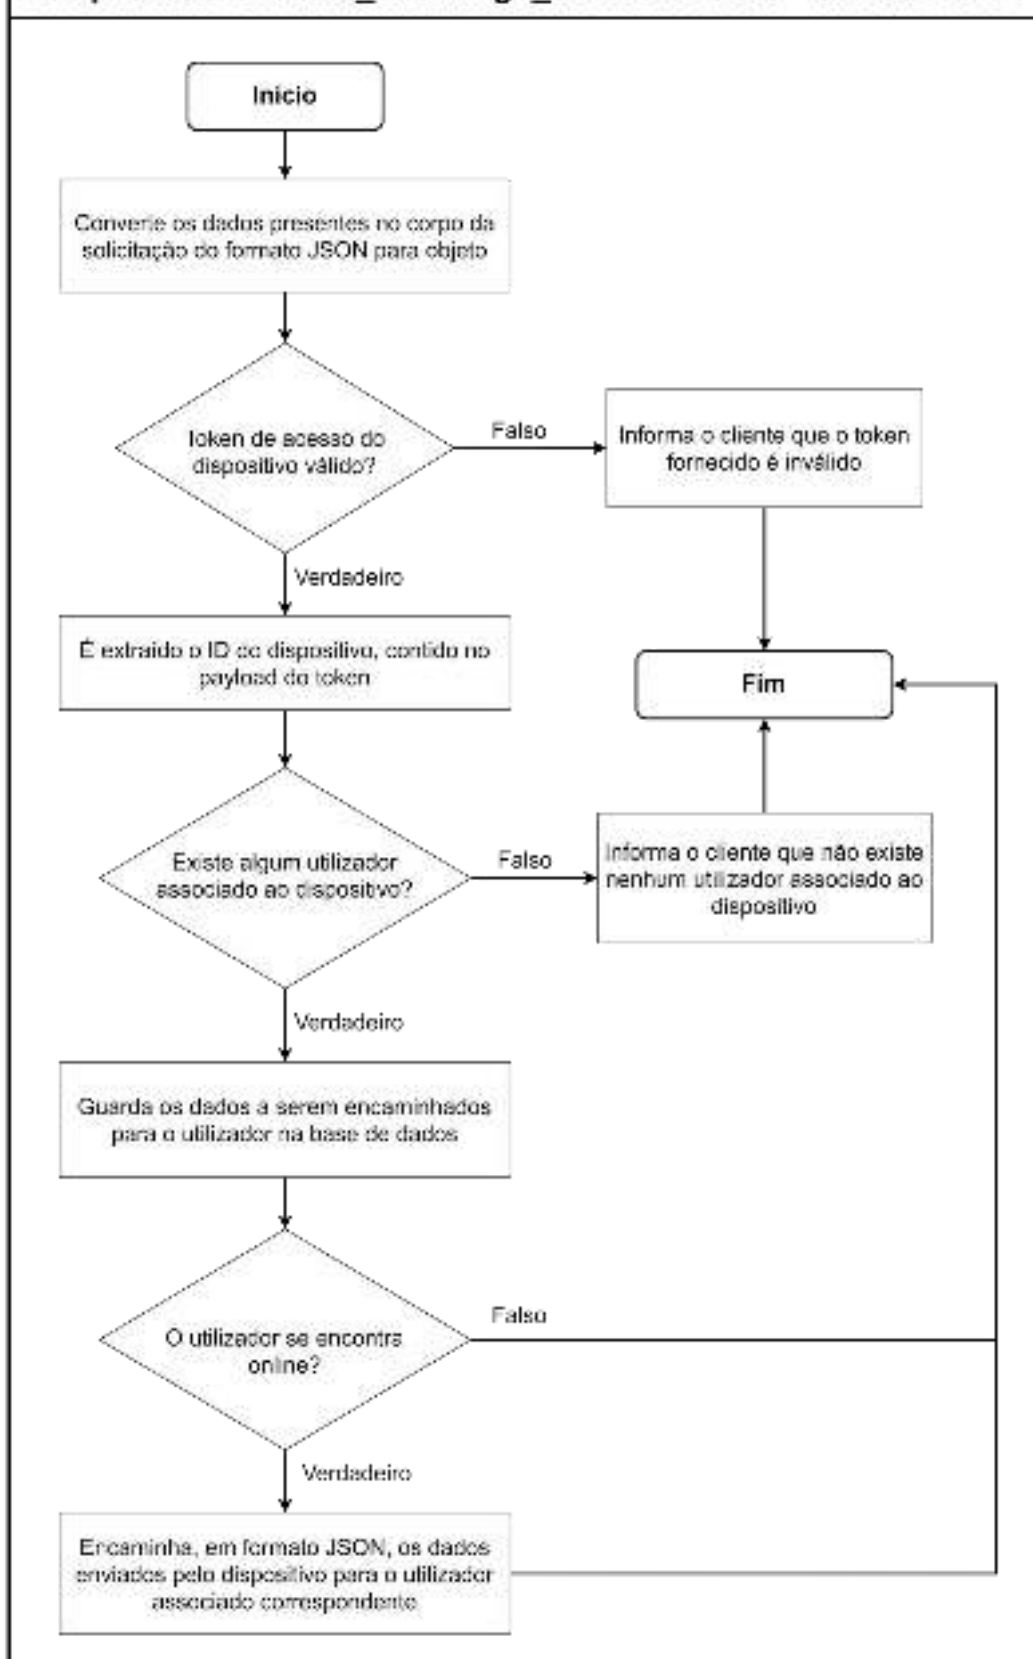 Início
Converte os dados presentes no corpo da
solicitação do formato JSON para objeto
Token de acesso do
dispositivo válido?
Falso
Informa o cliente que o token
fornecido é inválido
Verdadeiro
É extraído o ID do dispositivo, contido no
payload do token
Fim
Existe algum utilizador
associado ao dispositivo?
Falso
Informa o cliente que não existe
nenhum utilizador associado ao
dispositivo
Verdadeiro
Guarda os dados a serem encaminhados
para o utilizador na base de dados
O utilizador se encontra
online?
Falso
Verdadeiro
Encaminha, em formato JSON, os dados
enviados pelo dispositivo para o utilizador
associado correspondente